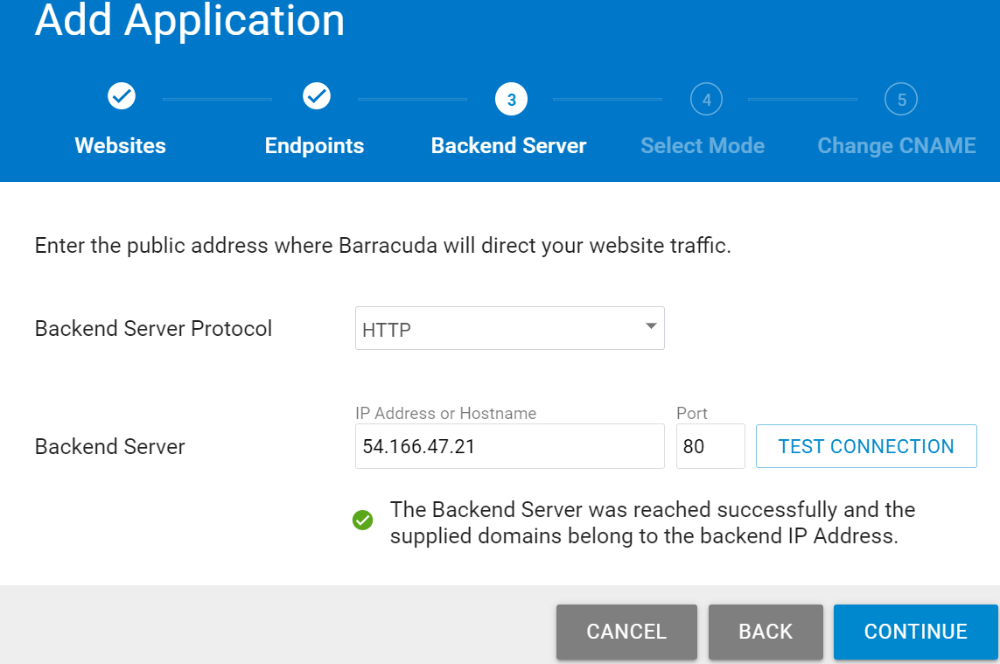 Add Application
3
4
5
Websites
Endpoints
Backend Server
Select Mode
Change CNAME
Enter the public address where Barracuda will direct your website traffic.
Backend Server Protocol
HTTP
IP Address or Hostname
Port
Backend Server
54.166.47.21
80
TEST CONNECTION
The Backend Server was reached successfully and the
supplied domains belong to the backend IP Address.
CANCEL
BACK
CONTINUE